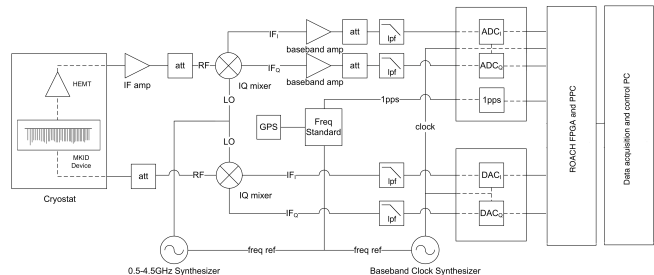 IF_I
att
lpf
ADC_I
baseband amp
att
RF
IF amp
HEMT
IQ mixer
IF_Q
att
lpf
ADC_Q
baseband amp
LO
1pps
1pps
MKID
Device
GPS
Freq
Standard
clock
LO
att
RF
IQ mixer
IF_I
lpf
DAC_I
IF_Q
lpf
DAC_Q
Cryostat
freq ref
freq ref
0.5-4.5GHz Synthesizer
Baseband Clock Synthesizer
ROACH FPGA and PPC
Data acquisition and control PC